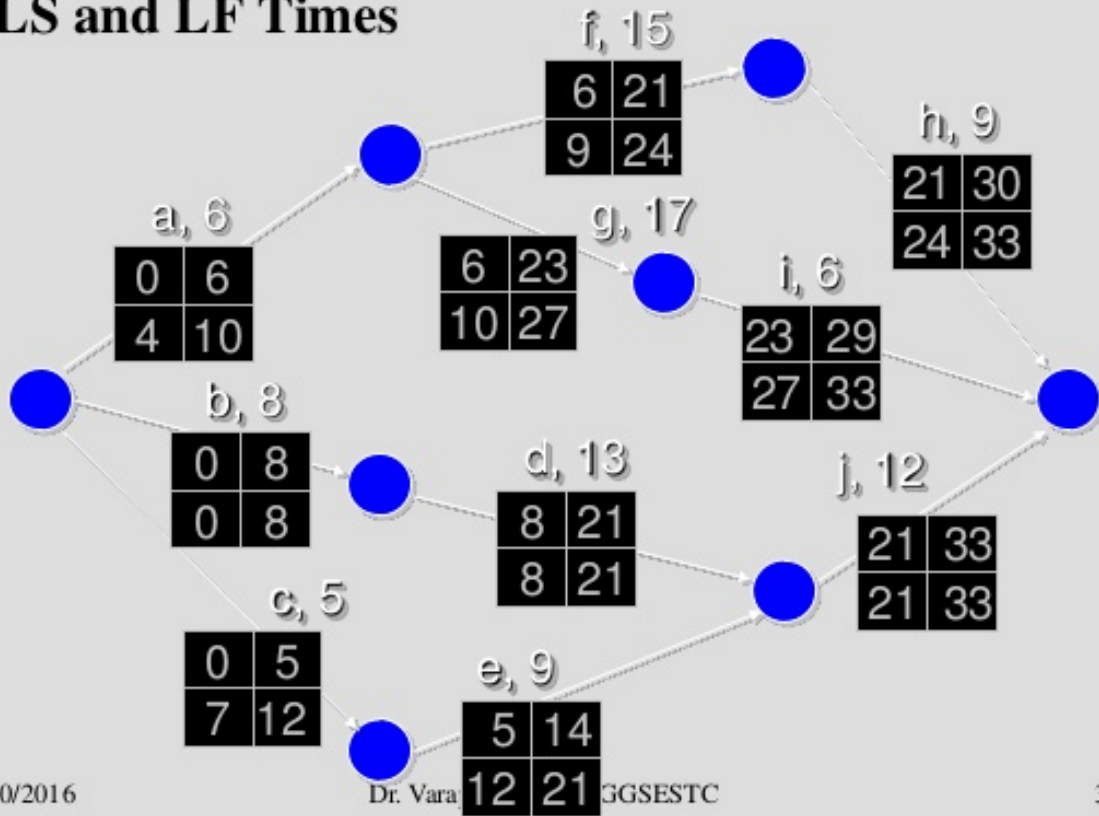 LS and LF Times
f, 15
6 21
9 24
h, 9
21 30
24 33
a, 6
0 6
4 10
g, 17
6 23
10 27
i, 6
23 29
27 33
b, 8
0 8
0 8
d, 13
8 21
8 21
j, 12
21 33
21 33
c, 5
0 5
7 12
e, 9
5 14
12 21
0/2016
Dr. Vara GGSESTC
3